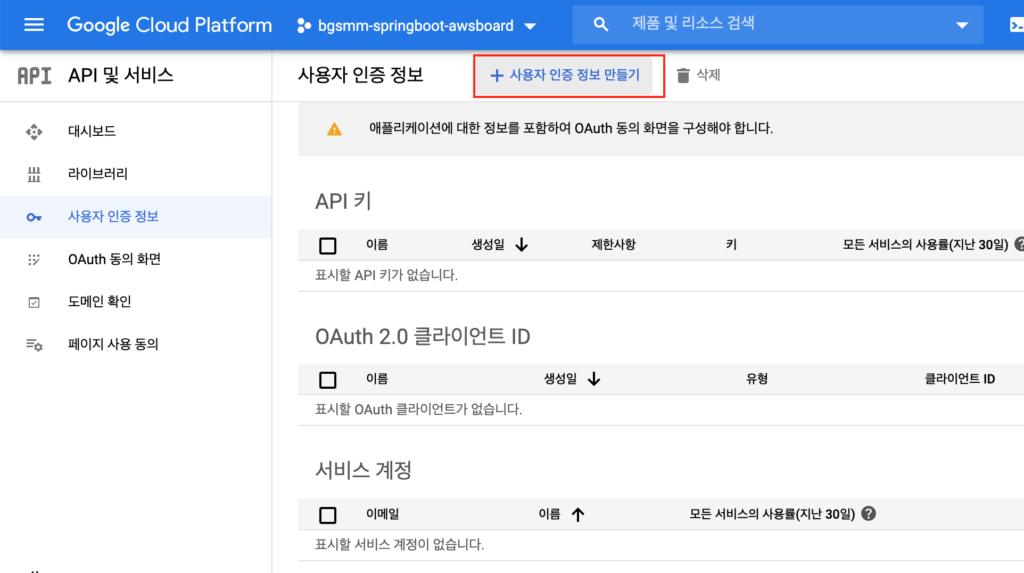 Google Cloud Platform
bgsmm-springboot-awsboard
제품 및 리소스 검색
API API 및 서비스
사용자 인증 정보
+ 사용자 인증 정보 만들기
삭제
대시보드
라이브러리
사용자 인증 정보
OAuth 동의 화면
도메인 확인
페이지 사용 동의
애플리케이션에 대한 정보를 포함하여 OAuth 동의 화면을 구성해야 합니다.
API 키
이름 생성일 제한사항 키 모든 서비스의 사용률(지난 30일)
표시할 API 키가 없습니다.
OAuth 2.0 클라이언트 ID
이름 생성일 유형 클라이언트 ID
표시할 OAuth 클라이언트가 없습니다.
서비스 계정
이메일 이름 모든 서비스의 사용률(지난 30일)
표시할 서비스 계정이 없습니다.